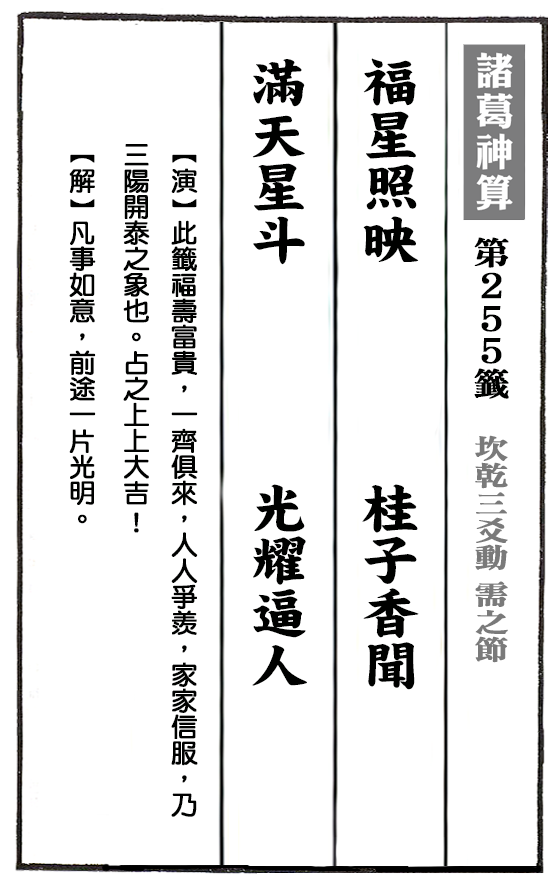 諸葛神算 第255籤 坎乾三爻動 需之節
福星照映 桂子香聞
滿天星斗 光耀逼人
【演】此籤福壽富貴，一齊俱來，人人爭羨，家家信服，乃
三陽開泰之象也。占之上上大吉！
【解】凡事如意，前途一片光明。